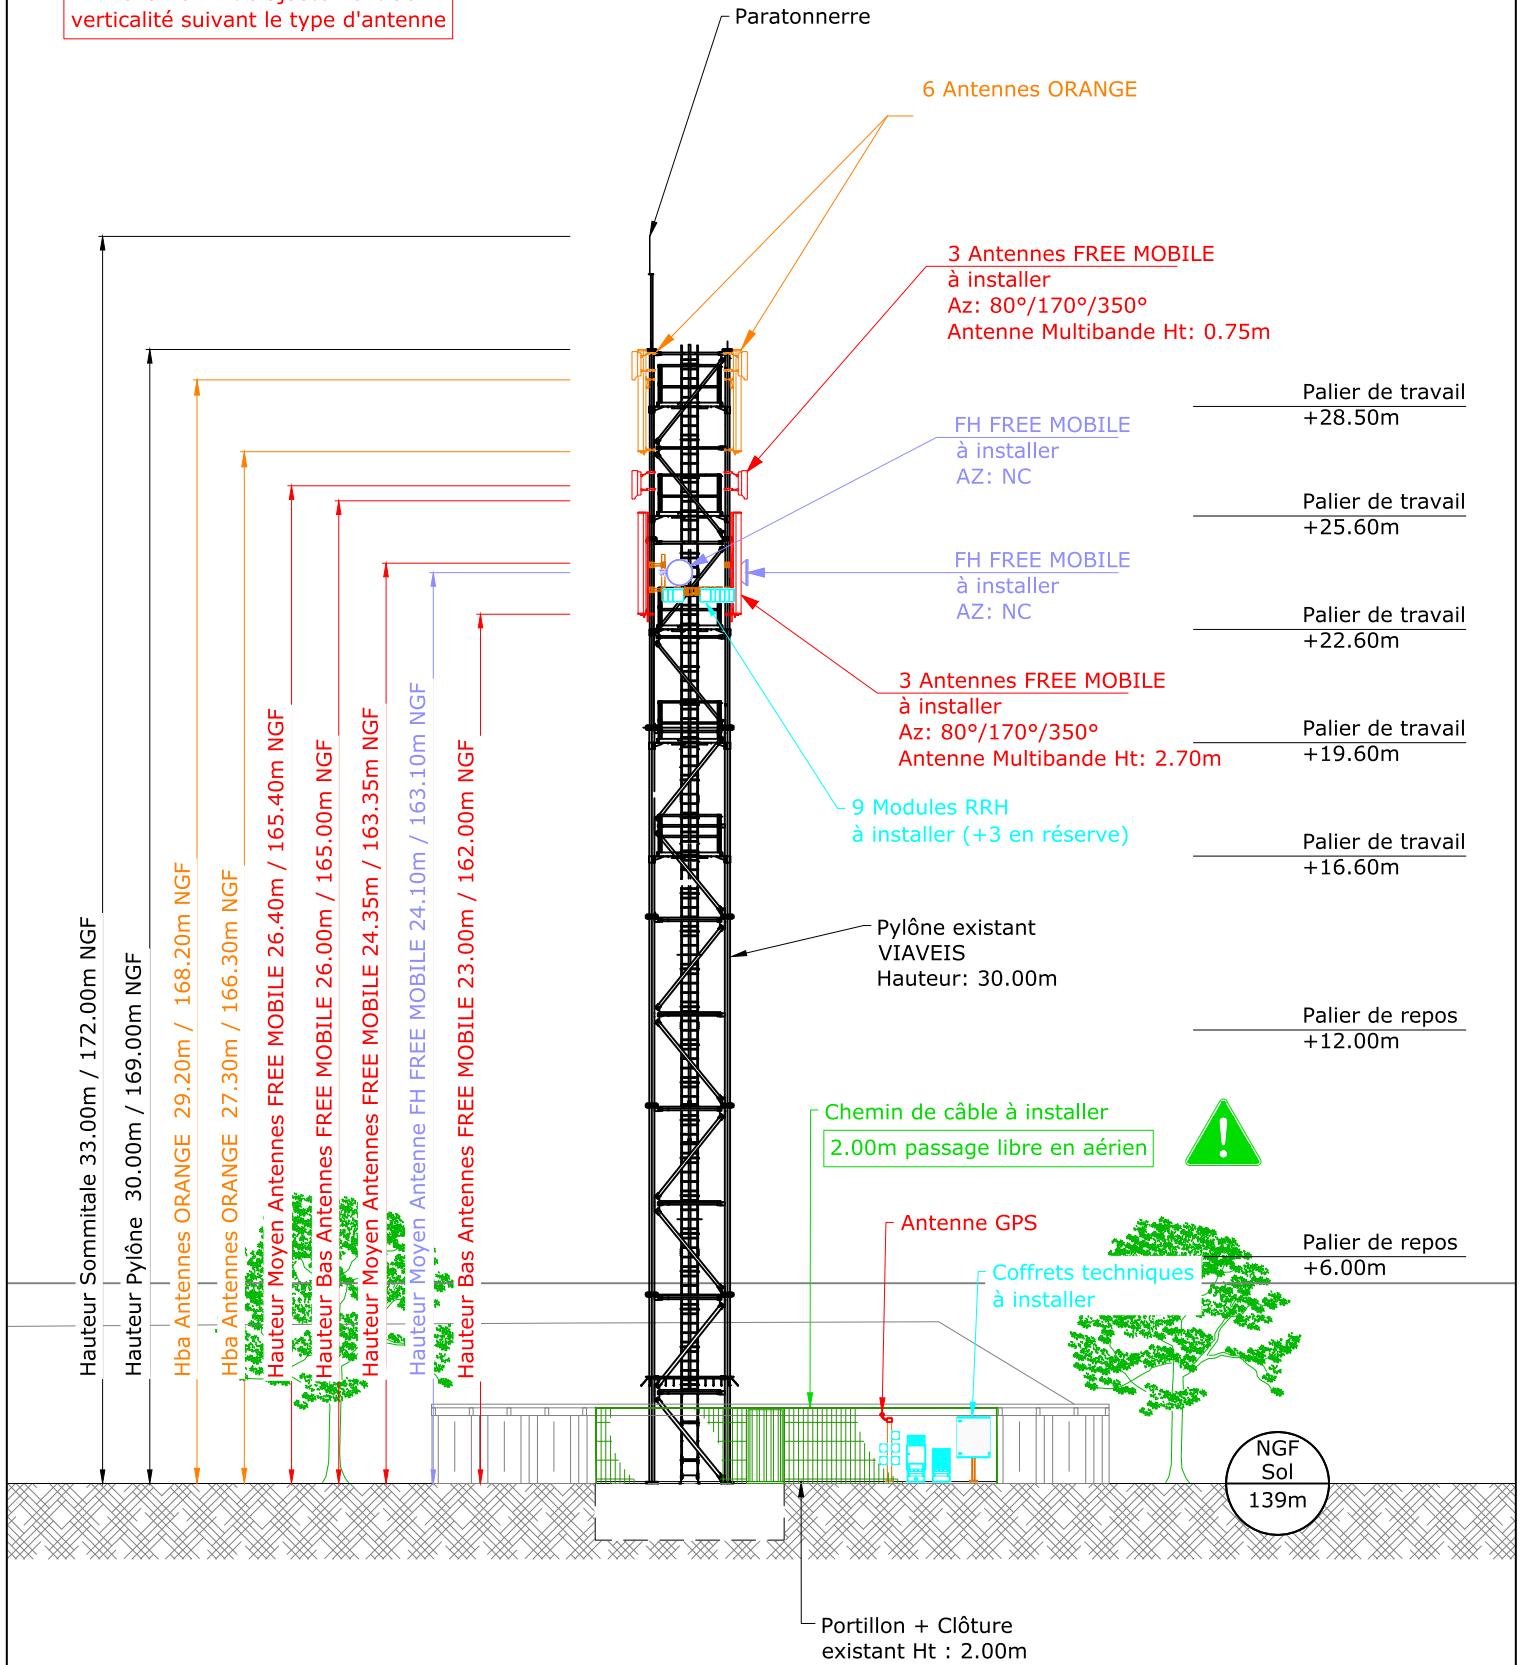 verticalité suivant le type d'antenne
Paratonnerre
6 Antennes ORANGE
3 Antennes FREE MOBILE
à installer
Az: 80°/170°/350°
Antenne Multibande Ht: 0.75m
Palier de travail
+28.50m
FH FREE MOBILE
à installer
AZ: NC
Palier de travail
+25.60m
FH FREE MOBILE
à installer
AZ: NC
Palier de travail
+22.60m
3 Antennes FREE MOBILE
à installer
Az: 80°/170°/350°
Antenne Multibande Ht: 2.70m
Palier de travail
+19.60m
9 Modules RRH
à installer (+3 en réserve)
Palier de travail
+16.60m
Pylône existant
VIAVEIS
Hauteur: 30.00m
Palier de repos
+12.00m
Chemin de câble à installer
2.00m passage libre en aérien
!
Antenne GPS
Palier de repos
+6.00m
Coffrets techniques
à installer
Hauteur Sommitale 33.00m / 172.00m NGF
Hauteur Pylône 30.00m / 169.00m NGF
Hba Antennes ORANGE 29.20m / 168.20m NGF
Hba Antennes ORANGE 27.30m / 166.30m NGF
Hauteur Moyen Antennes FREE MOBILE 26.40m / 165.40m NGF
Hauteur Bas Antennes FREE MOBILE 26.00m / 165.00m NGF
Hauteur Moyen Antennes FREE MOBILE 24.35m / 163.35m NGF
Hauteur Moyen Antenne FH FREE MOBILE 24.10m / 163.10m NGF
Hauteur Bas Antennes FREE MOBILE 23.00m / 162.00m NGF
NGF
Sol
139m
Portillon + Clôture
existant Ht : 2.00m